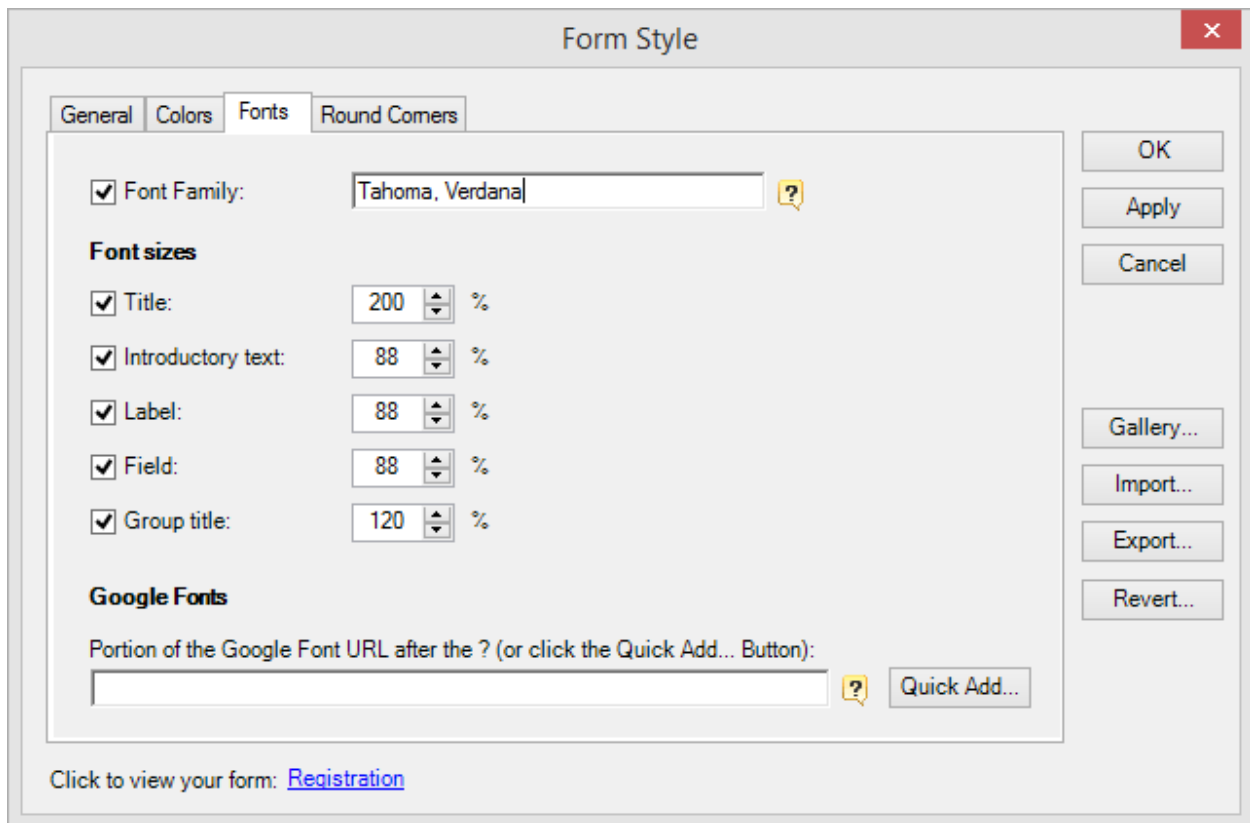 Form Style
General Colors Fonts Round Corners
OK
Font Family: Tahoma, Verdana ?
Apply
Font sizes
Cancel
Title: 200 %
Introductory text: 88 %
Label: 88 %
Gallery...
Field: 88 %
Import...
Group title: 120 %
Export...
Google Fonts
Revert...
Portion of the Google Font URL after the ? (or click the Quick Add... Button):
? Quick Add...
Click to view your form: Registration